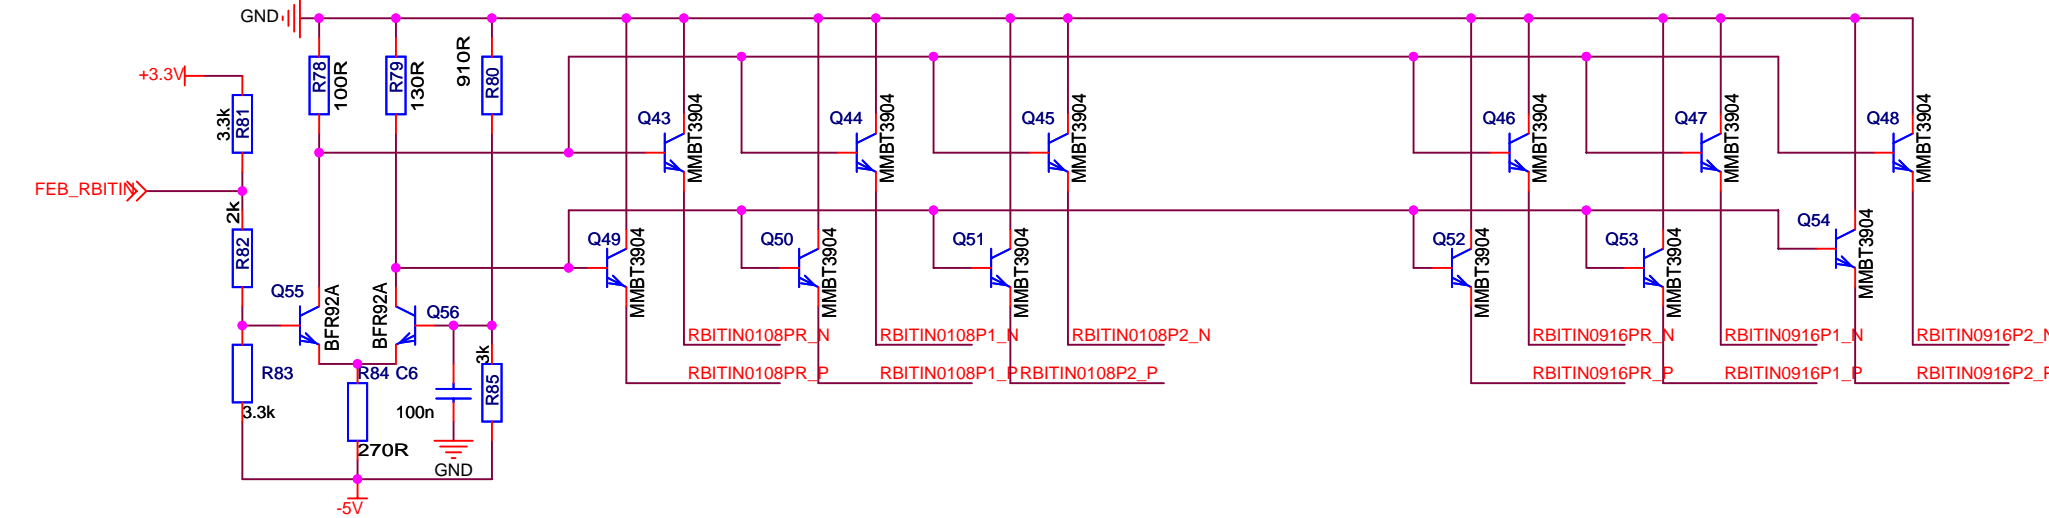 GND
+3.3V
3.3k
R81
FEB_RBITIN
2k
R82
R83
3.3k
R78
100R
R79
130R
910R
R80
Q55
BFR92A
BFR92A
Q56
R84
270R
C6
100n
GND
3k
R85
-5V
Q43
MMBT3904
Q44
MMBT3904
Q45
MMBT3904
Q46
MMBT3904
Q47
MMBT3904
Q48
MMBT3904
Q49
MMBT3904
Q50
MMBT3904
Q51
MMBT3904
Q52
MMBT3904
Q53
MMBT3904
Q54
MMBT3904
RBITIN0108PR_N
RBITIN0108P1_N
RBITIN0108P2_N
RBITIN0916PR_N
RBITIN0916P1_N
RBITIN0916P2_N
RBITIN0108PR_P
RBITIN0108P1_P
RBITIN0108P2_P
RBITIN0916PR_P
RBITIN0916P1_P
RBITIN0916P2_P